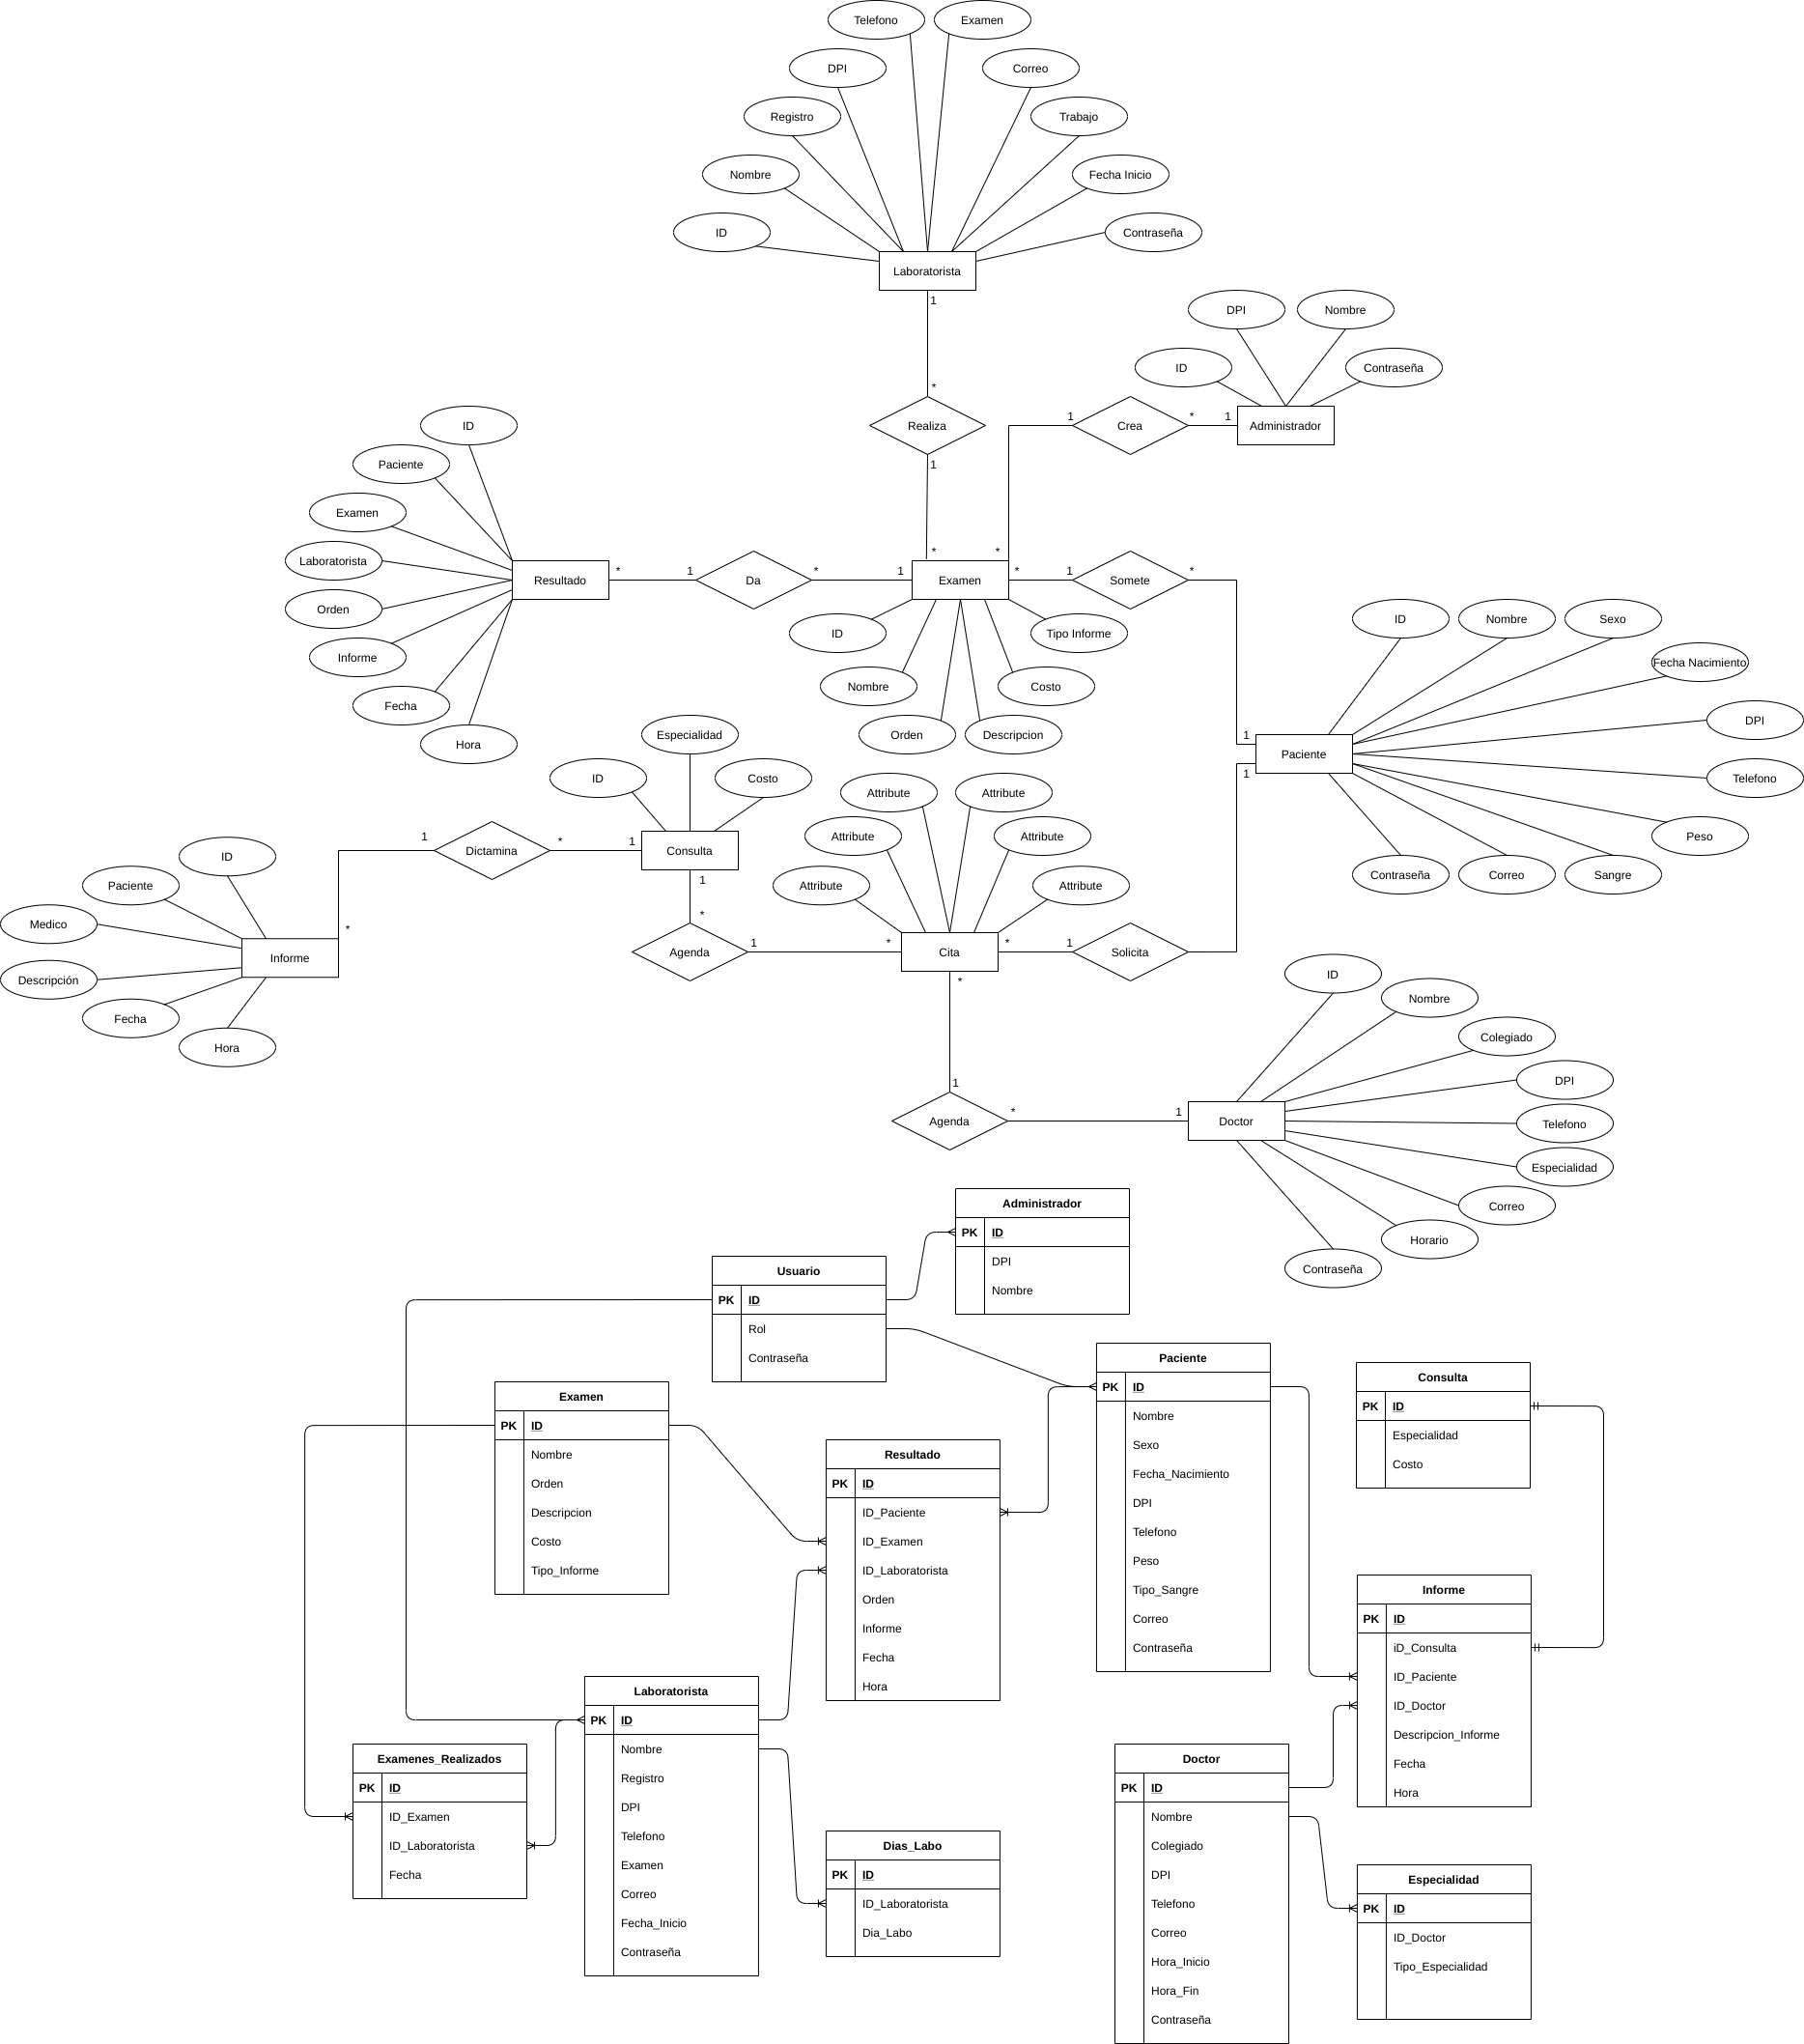 Telefono
Examen
DPI
Correo
Registro
Trabajo
Nombre
Fecha Inicio
ID
Contraseña
Laboratorista
1
*
Realiza
1
*
DPI
Nombre
ID
Contraseña
1
Crea
*
1
Administrador
*
ID
Paciente
Examen
Laboratorista
Orden
Informe
Fecha
Hora
Resultado
*
1
Da
*
1
Examen
*
1
Somete
*
ID
Tipo Informe
Nombre
Costo
Orden
Descripcion
ID
Nombre
Sexo
Fecha Nacimiento
DPI
Telefono
Peso
Sangre
Correo
Contraseña
1
Paciente
1
Especialidad
ID
Costo
1
Dictamina
*
1
Consulta
1
*
Agenda
1
*
Attribute
Attribute
Attribute
Attribute
Attribute
Attribute
Cita
*
1
Solicita
*
1
ID
Paciente
Medico
Descripción
Fecha
Hora
Informe
*
Agenda
*
1
Doctor
ID
Nombre
Colegiado
DPI
Telefono
Especialidad
Correo
Horario
Contraseña
Administrador
PK ID
DPI
Nombre
Usuario
PK ID
Rol
Contraseña
Paciente
PK ID
Nombre
Sexo
Fecha_Nacimiento
DPI
Telefono
Peso
Tipo_Sangre
Correo
Contraseña
Consulta
PK ID
Especialidad
Costo
Examen
PK ID
Nombre
Orden
Descripcion
Costo
Tipo_Informe
Resultado
PK ID
ID_Paciente
ID_Examen
ID_Laboratorista
Orden
Informe
Fecha
Hora
Informe
PK ID
iD_Consulta
ID_Paciente
ID_Doctor
Descripcion_Informe
Fecha
Hora
Laboratorista
PK ID
Nombre
Registro
DPI
Telefono
Examen
Correo
Fecha_Inicio
Contraseña
Examenes_Realizados
PK ID
ID_Examen
ID_Laboratorista
Fecha
Dias_Labo
PK ID
ID_Laboratorista
Dia_Labo
Doctor
PK ID
Nombre
Colegiado
DPI
Telefono
Correo
Hora_Inicio
Hora_Fin
Contraseña
Especialidad
PK ID
ID_Doctor
Tipo_Especialidad